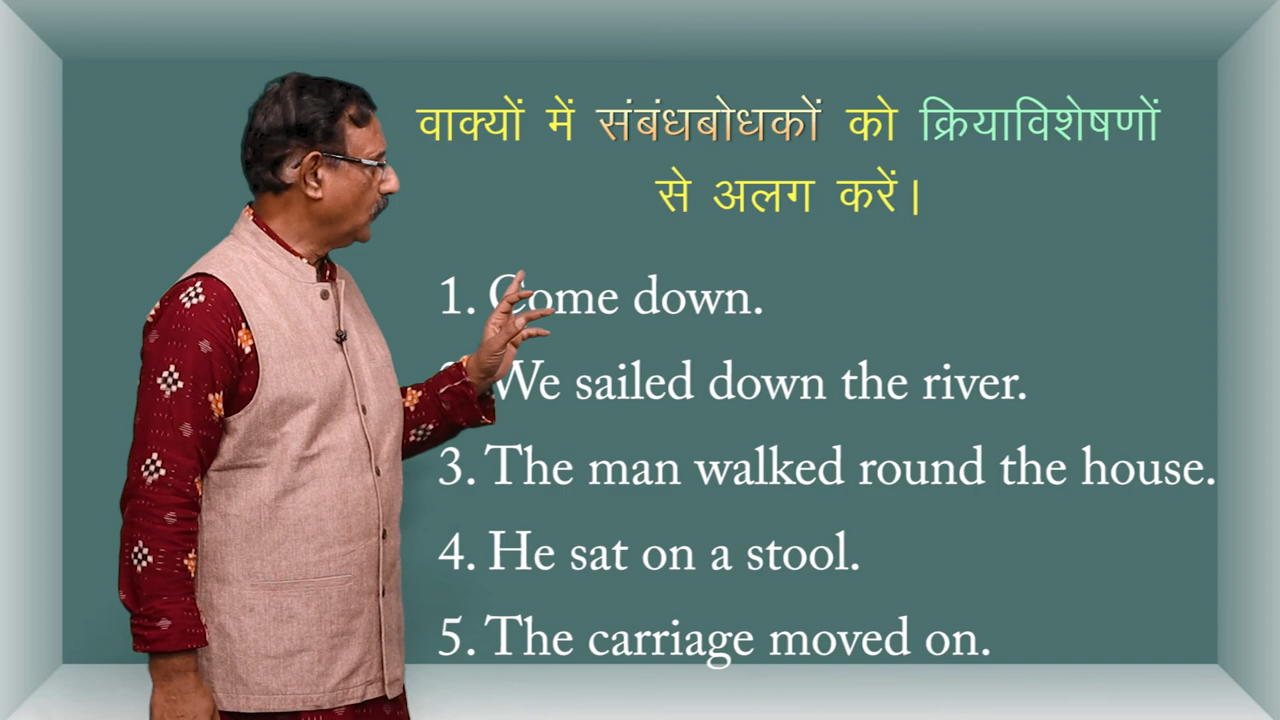 वाक्यों में संबंधबोधकों को क्रियाविशेषणों
से अलग करें।
1. Come down.
We sailed down the river.
3. The man walked round the house.
4. He sat on a stool.
5. The carriage moved on.